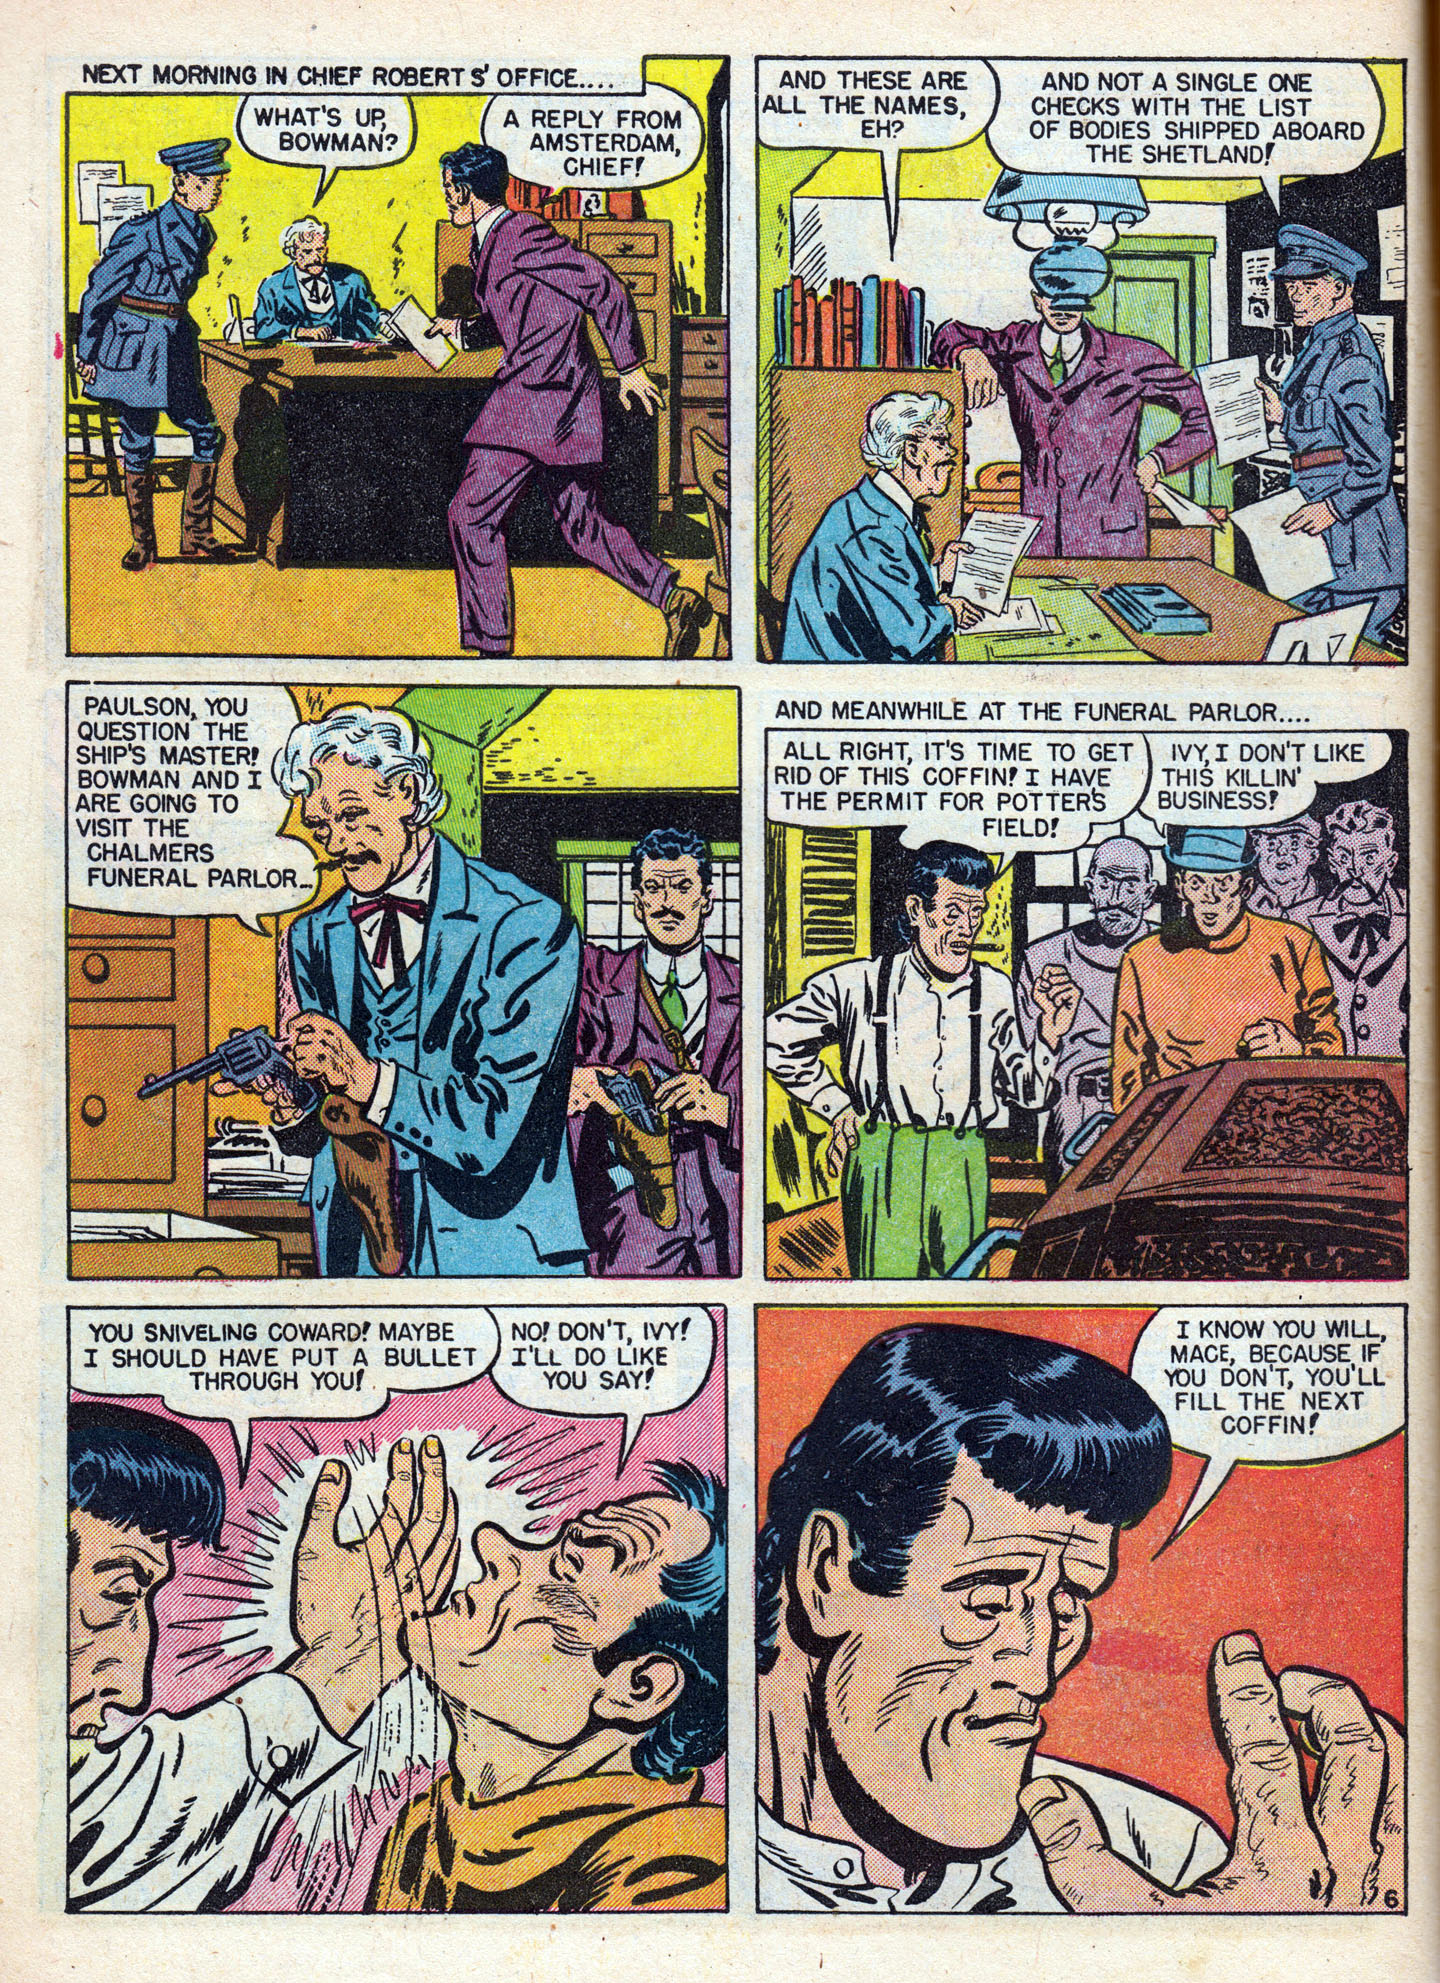 NEXT MORNING IN CHIEF ROBERTS' OFFICE....
WHAT'S UP,
BOWMAN?
A REPLY FROM
AMSTERDAM,
CHIEF!
AND THESE ARE
ALL THE NAMES,
EH?
AND NOT A SINGLE ONE
CHECKS WITH THE LIST
OF BODIES SHIPPED ABOARD
THE SHETLAND!
PAULSON, YOU
QUESTION THE
SHIP'S MASTER!
BOWMAN AND I
ARE GOING TO
VISIT THE
CHALMERS
FUNERAL PARLOR...
AND MEANWHILE AT THE FUNERAL PARLOR....
ALL RIGHT, IT'S TIME TO GET
RID OF THIS COFFIN! I HAVE
THE PERMIT FOR POTTER'S
FIELD!
IVY, I DON'T LIKE
THIS KILLIN'
BUSINESS!
YOU SNIVELING COWARD! MAYBE
I SHOULD HAVE PUT A BULLET
THROUGH YOU!
NO! DON'T, IVY!
I'LL DO LIKE
YOU SAY!
I KNOW YOU WILL,
MACE, BECAUSE IF
YOU DON'T, YOU'LL
FILL THE NEXT
COFFIN!
6